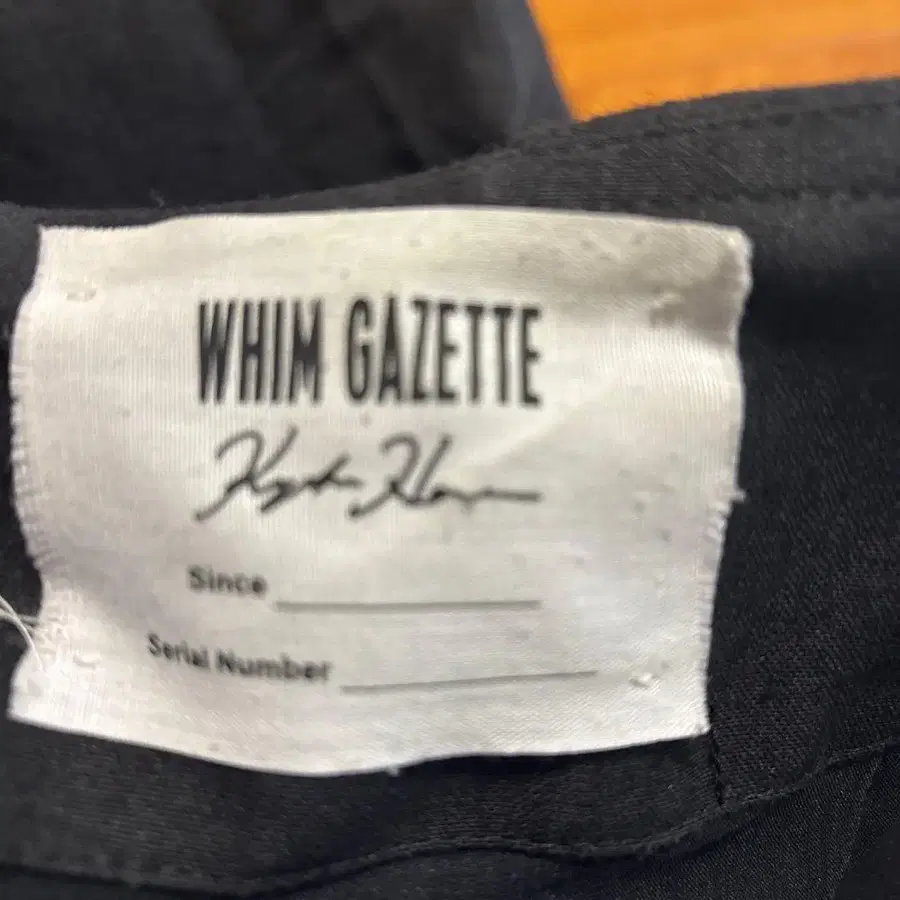 WHIM GAZETTE
Since
Serial Number